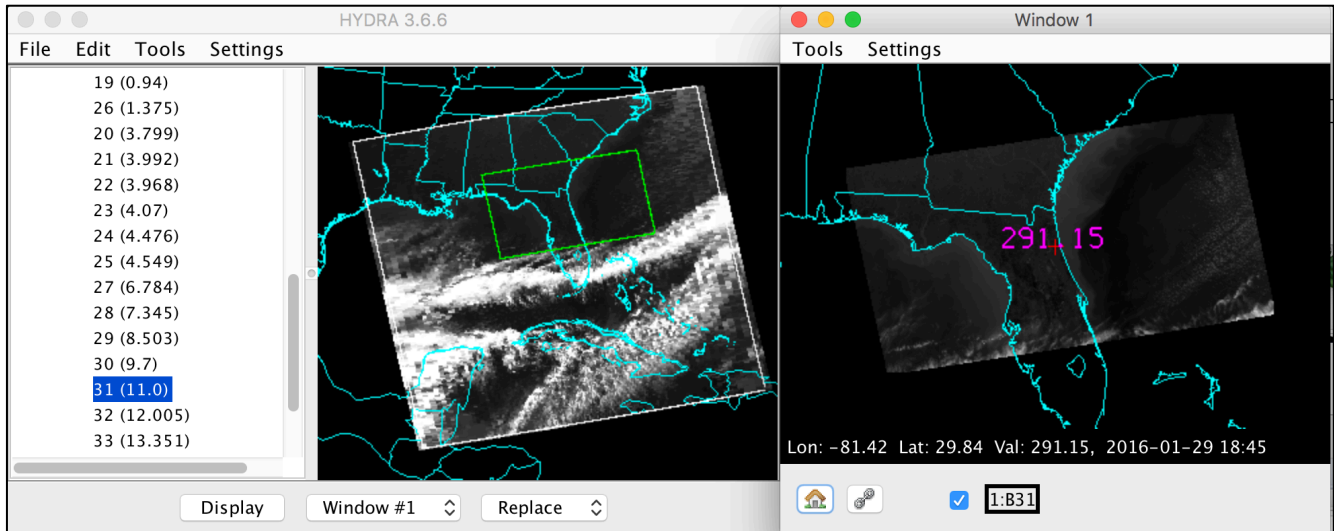 HYDRA 3.6.6
File Edit Tools Settings
19 (0.94)
26 (1.375)
20 (3.799)
21 (3.992)
22 (3.968)
23 (4.07)
24 (4.476)
25 (4.549)
27 (6.784)
28 (7.345)
29 (8.503)
30 (9.7)
31 (11.0)
32 (12.005)
33 (13.351)
Display Window #1 Replace
Window 1
Tools Settings
291.15
Lon: -81.42 Lat: 29.84 Val: 291.15, 2016-01-29 18:45
1:B31